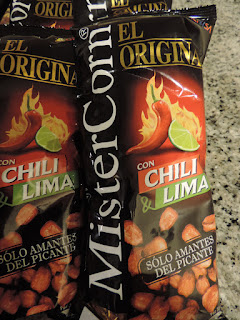 EL
ORIGINA
CON
CHILI
& LIMA
SÓLO AMANTES
DEL PICANTE
MisterCorn®
EL
ORIGINAL
CON
CHILI
& LIMA
SÓLO AMANTES
DEL PICANTE